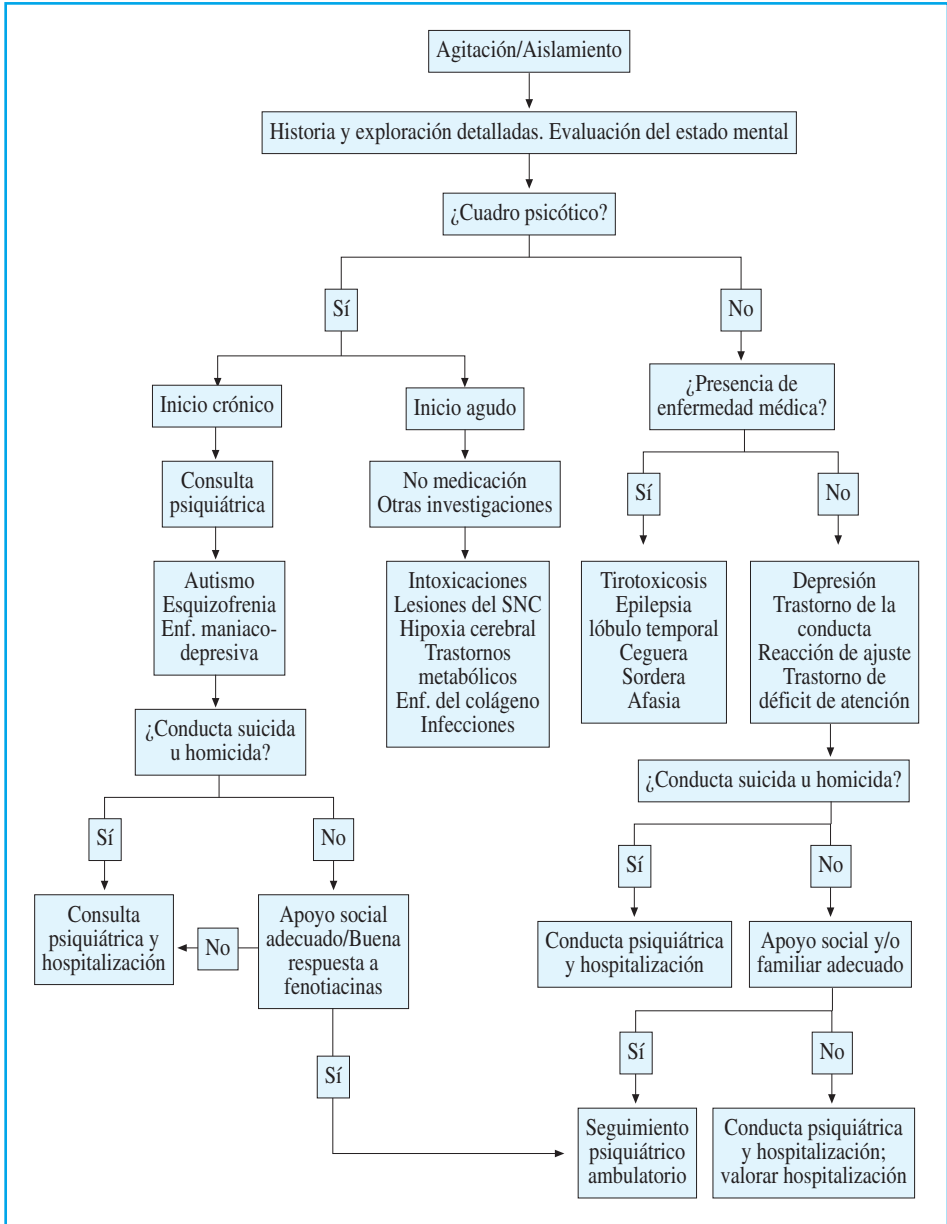 Agitación/Aislamiento
Historia y exploración detalladas. Evaluación del estado mental
¿Cuadro psicótico?
Sí
No
Inicio crónico
Inicio agudo
¿Presencia de
enfermedad médica?
Consulta
psiquiátrica
No medicación
Otras investigaciones
Sí
No
Autismo
Esquizofrenia
Enf. maniaco-
depresiva
Intoxicaciones
Lesiones del SNC
Hipoxia cerebral
Trastornos
metabólicos
Enf. del colágeno
Infecciones
Tirotoxicosis
Epilepsia
lóbulo temporal
Ceguera
Sordera
Afasia
Depresión
Trastorno de la
conducta
Reacción de ajuste
Trastorno de
déficit de atención
¿Conducta suicida
u homicida?
¿Conducta suicida u homicida?
Sí
No
Sí
No
Consulta
psiquiátrica y
hospitalización
No
Apoyo social
adecuado/Buena
respuesta a
fenotiacinas
Conducta psiquiátrica
y hospitalización
Apoyo social y/o
familiar adecuado
Sí
Sí
No
Seguimiento
psiquiátrico
ambulatorio
Conducta psiquiátrica
y hospitalización;
valorar hospitalización